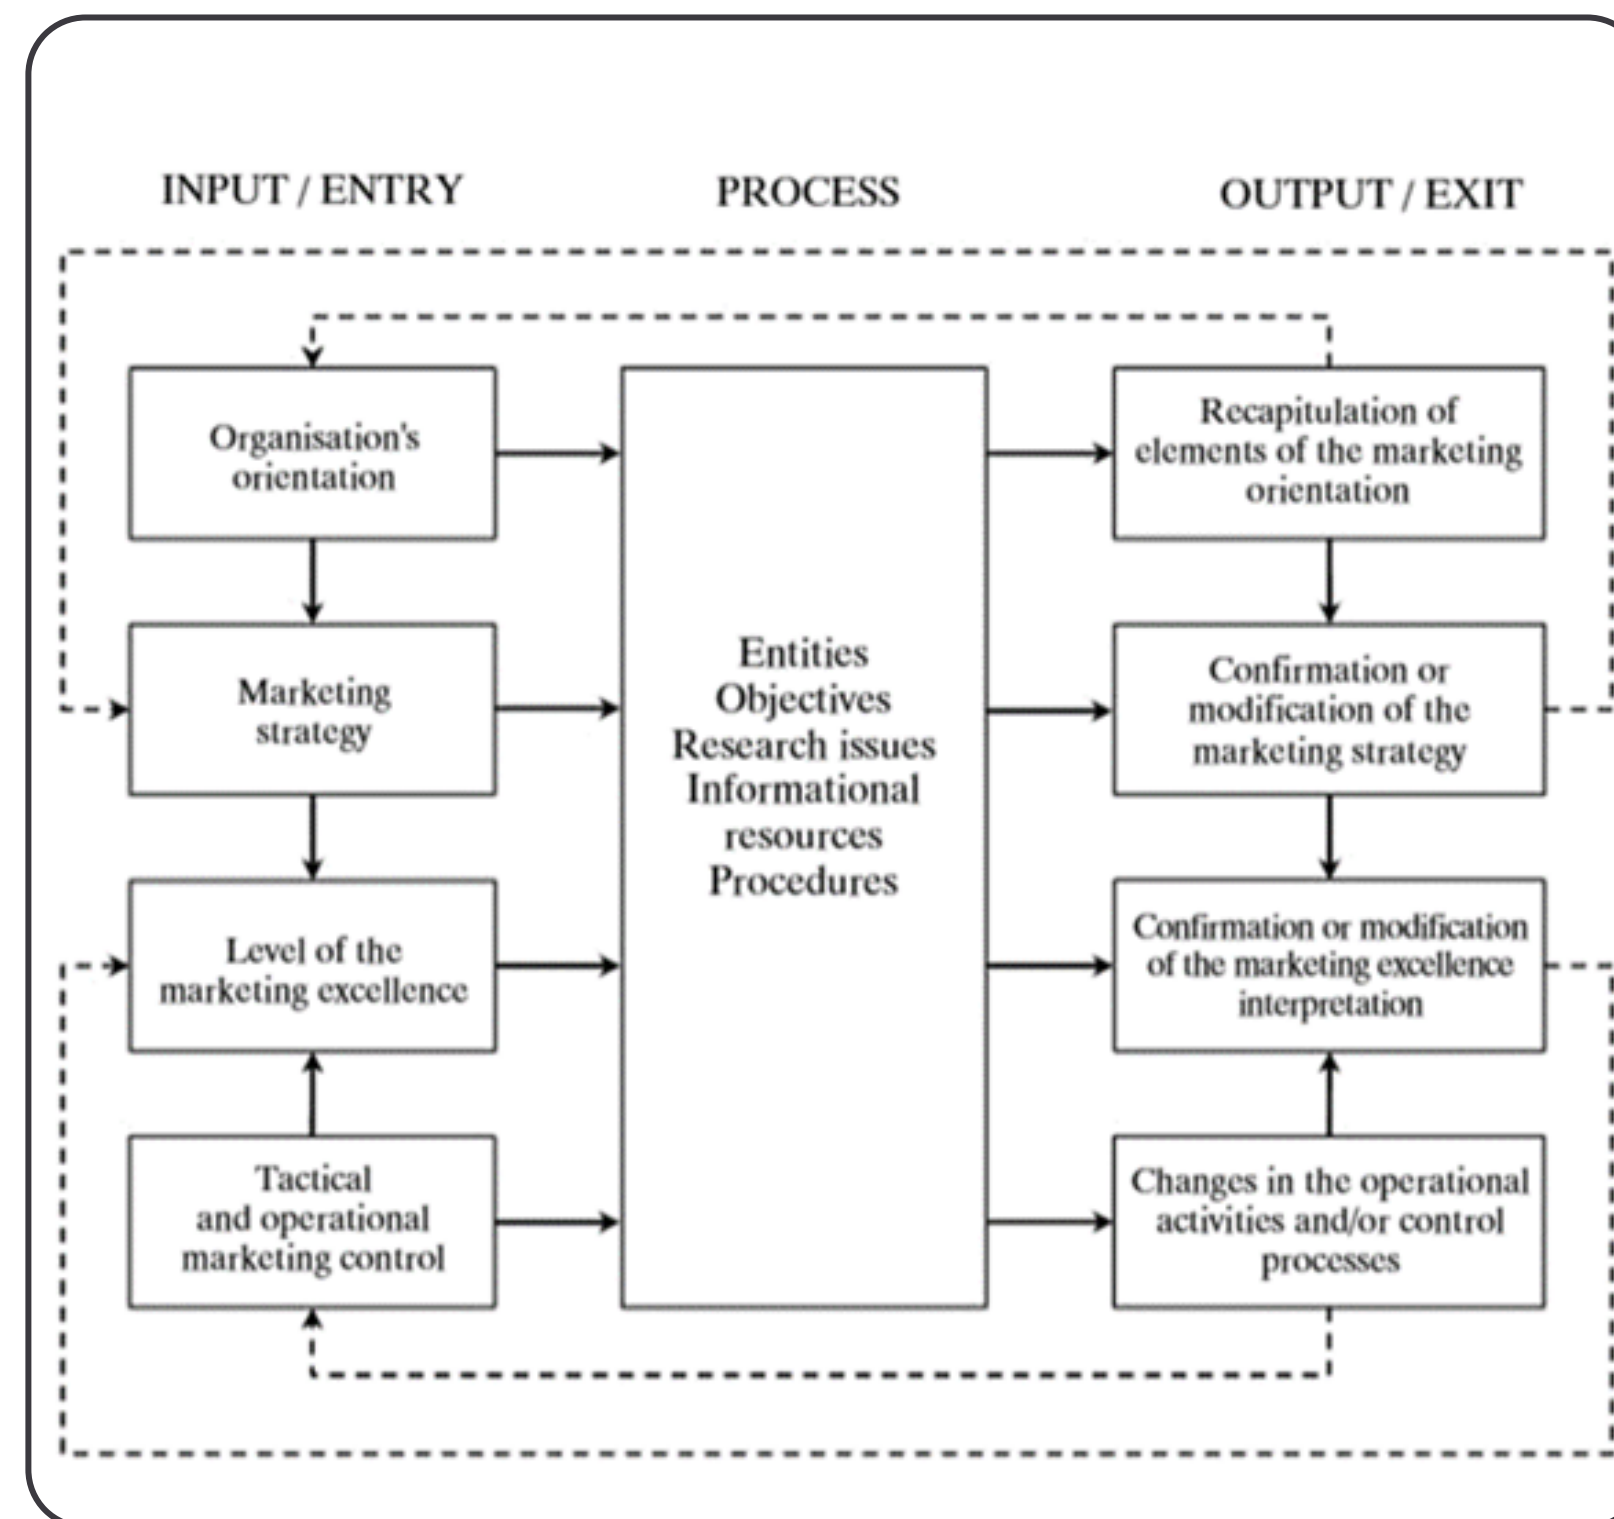 INPUT / ENTRY
PROCESS
OUTPUT / EXIT
Organisation's
orientation
Marketing
strategy
Level of the
marketing excellence
Tactical
and operational
marketing control
Entities
Objectives
Research issues
Informational
resources
Procedures
Recapitulation of
elements of the marketing
orientation
Confirmation or
modification of the
marketing strategy
Confirmation or modification
of the marketing excellence
interpretation
Changes in the operational
activities and/or control
processes